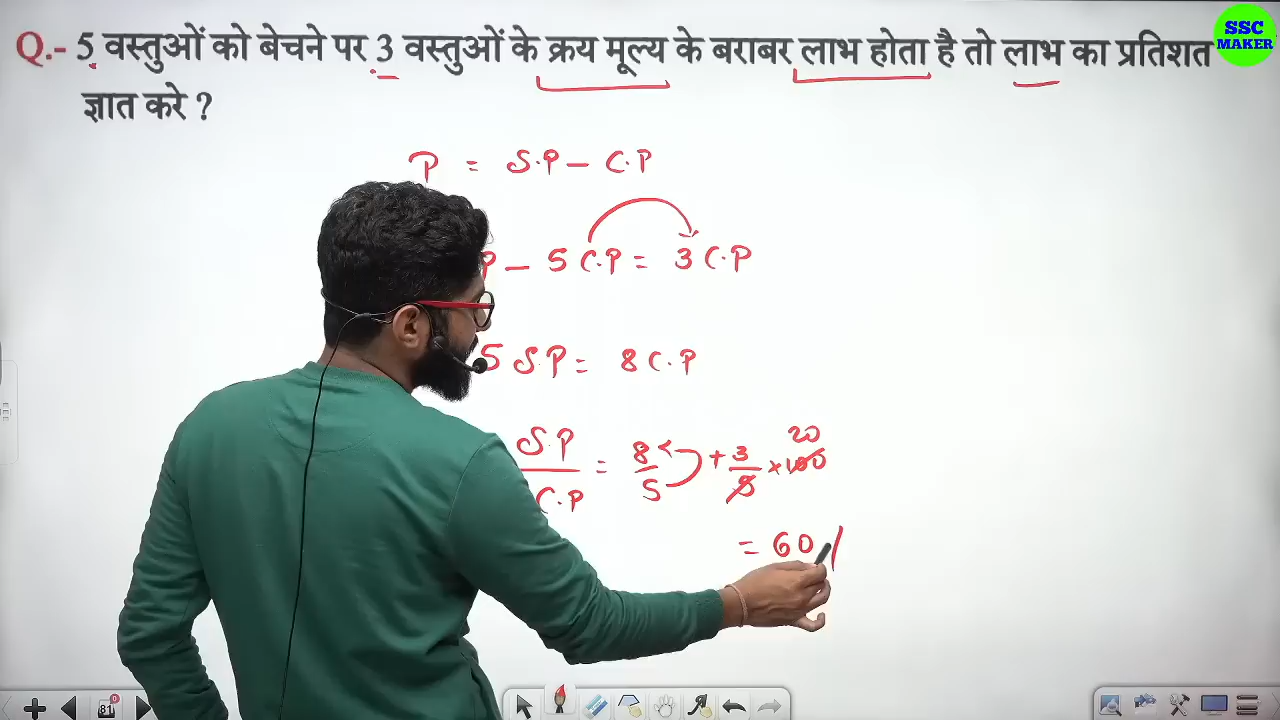 Q.- 5 वस्तुओं को बेचने पर 3 वस्तुओं के क्रय मूल्य के बराबर लाभ होता है तो लाभ का प्रतिशत
ज्ञात करे ?
SSC
MAKER
P = S.P - C.P
P - 5 C.P = 3 C.P
5 S.P = 8 C.P
S.P / C.P = 8/5 + 3/5 × 100
20
= 60
81
0